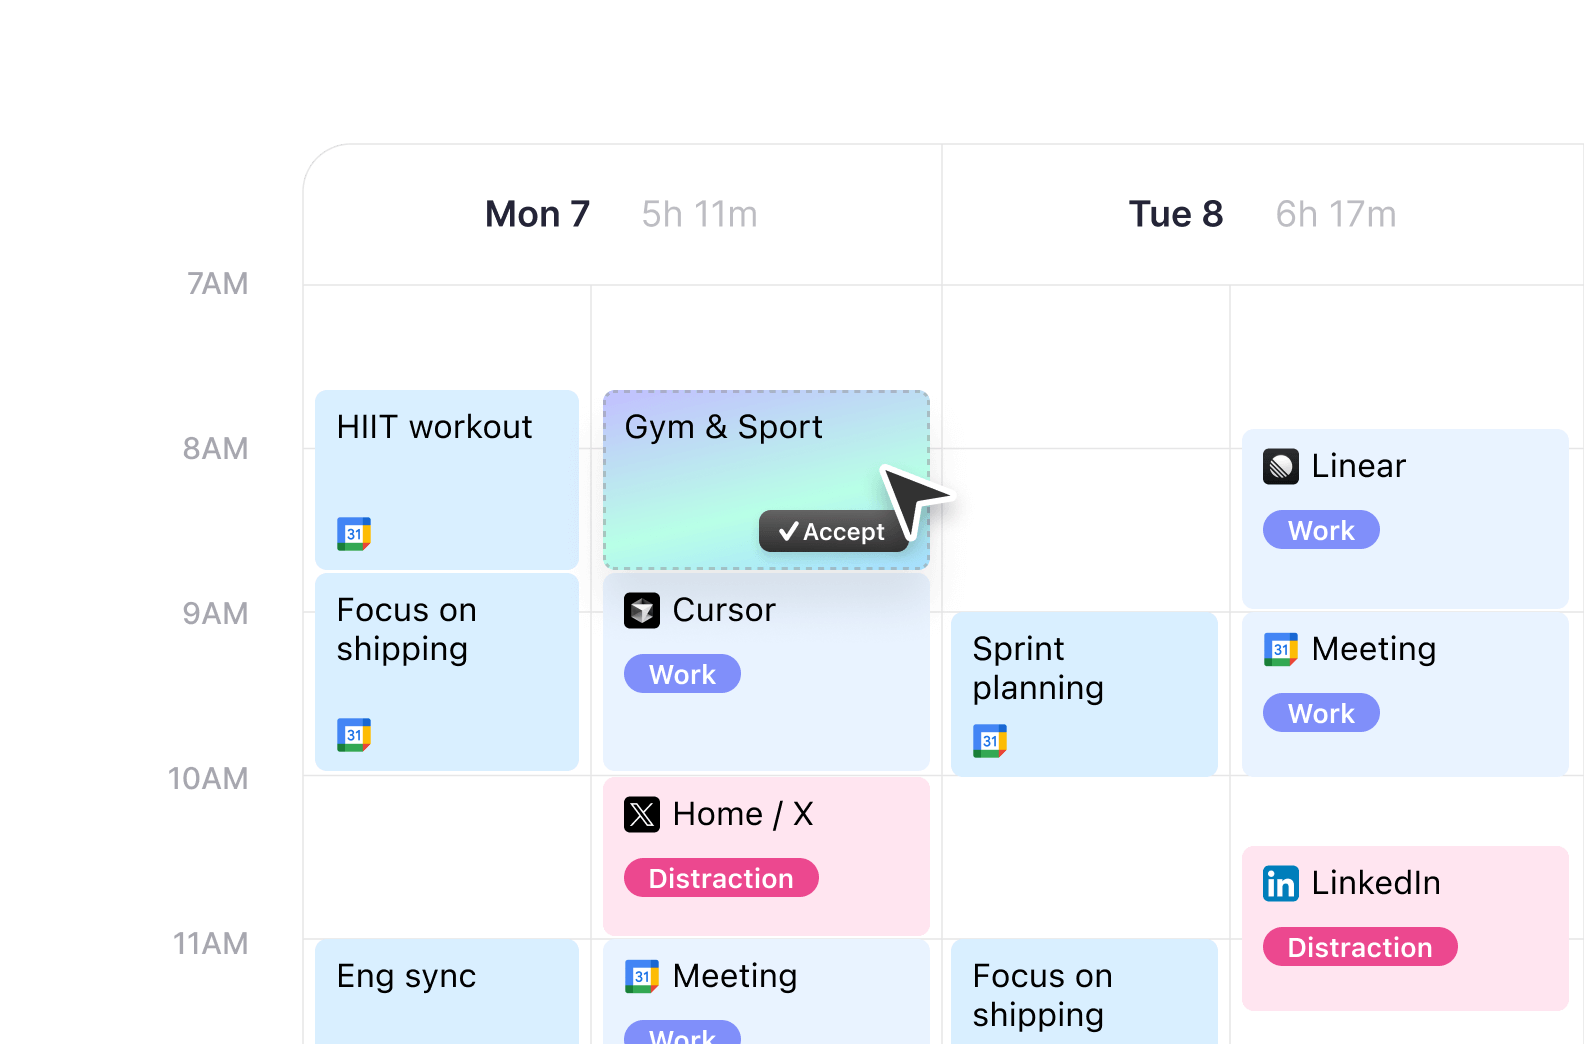 Mon 7 5h 11m
Tue 8 6h 17m
7AM
8AM
9AM
10AM
11AM
HIIT workout
31
Focus on
shipping
31
Eng sync
Gym & Sport
✓ Accept
Cursor
Work
Home / X
Distraction
31 Meeting
Work
Sprint
planning
31
Focus on
shipping
Linear
Work
31 Meeting
Work
in LinkedIn
Distraction